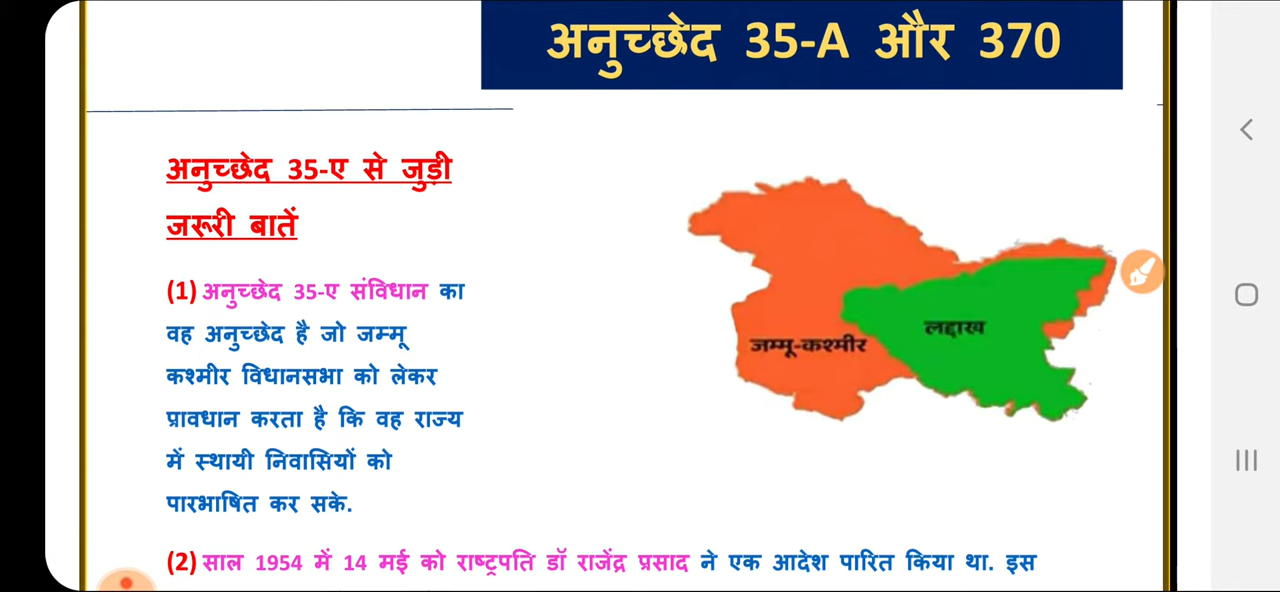 अनुच्छेद 35-A और 370
अनुच्छेद 35-ए से जुड़ी
जरूरी बातें
(1) अनुच्छेद 35-ए संविधान का
वह अनुच्छेद है जो जम्मू
कश्मीर विधानसभा को लेकर
प्रावधान करता है कि वह राज्य
में स्थायी निवासियों को
पारभाषित कर सके.
जम्मू-कश्मीर
लद्दाख
(2) साल 1954 में 14 मई को राष्ट्रपति डॉ राजेंद्र प्रसाद ने एक आदेश पारित किया था. इस